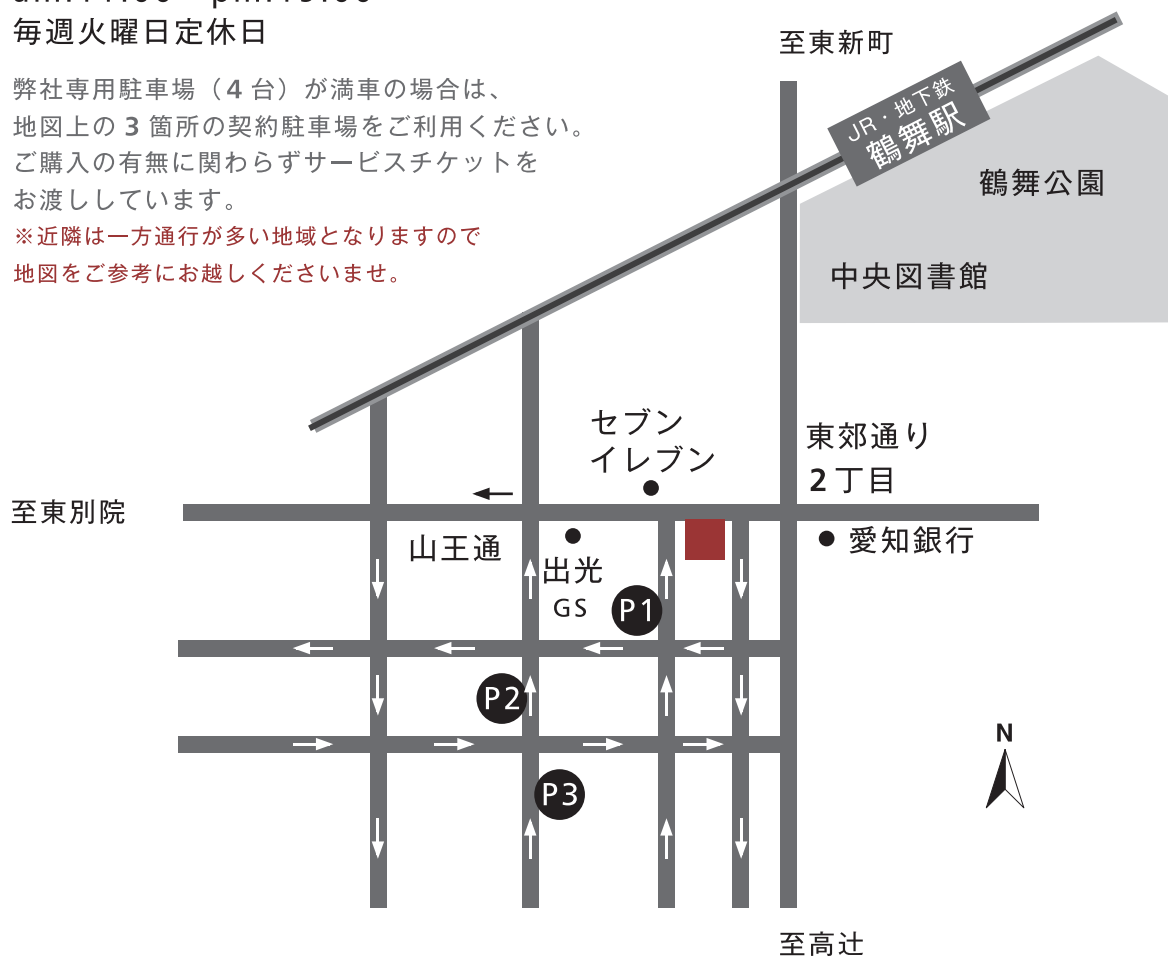 毎週火曜日定休日
弊社専用駐車場（4 台）が満車の場合は、
地図上の 3 箇所の契約駐車場をご利用ください。
ご購入の有無に関わらずサービスチケットを
お渡ししています。
※近隣は一方通行が多い地域となりますので
地図をご参考にお越しくださいませ。
至東新町
JR・地下鉄
鶴舞駅
鶴舞公園
中央図書館
セブン
イレブン
東郊通り
2 丁目
至東別院
山王通
出光
GS
愛知銀行
P1
P2
P3
N
至高辻